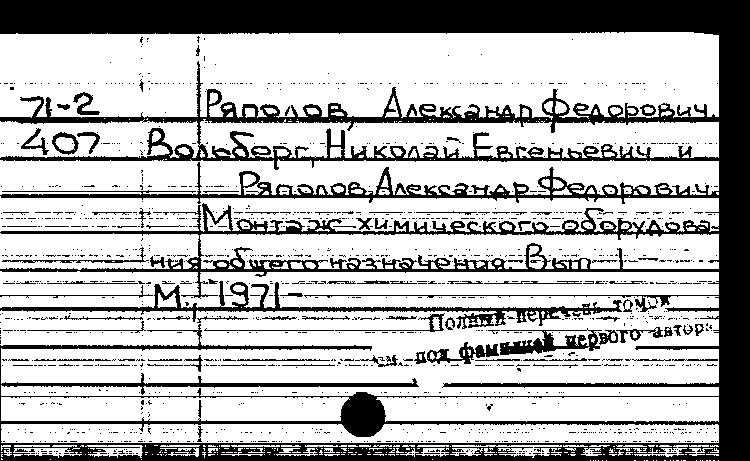 71-2 Ряполов, Александр Федорович.
407 Вольберг, Николай Евгеньевич и
Ряполов, Александр Федорович.
Монтаж химического оборудова-
ния общего назначения. Вып 1 -
М., 1971-
Полный перечень томов
см. под фамилией первого автора